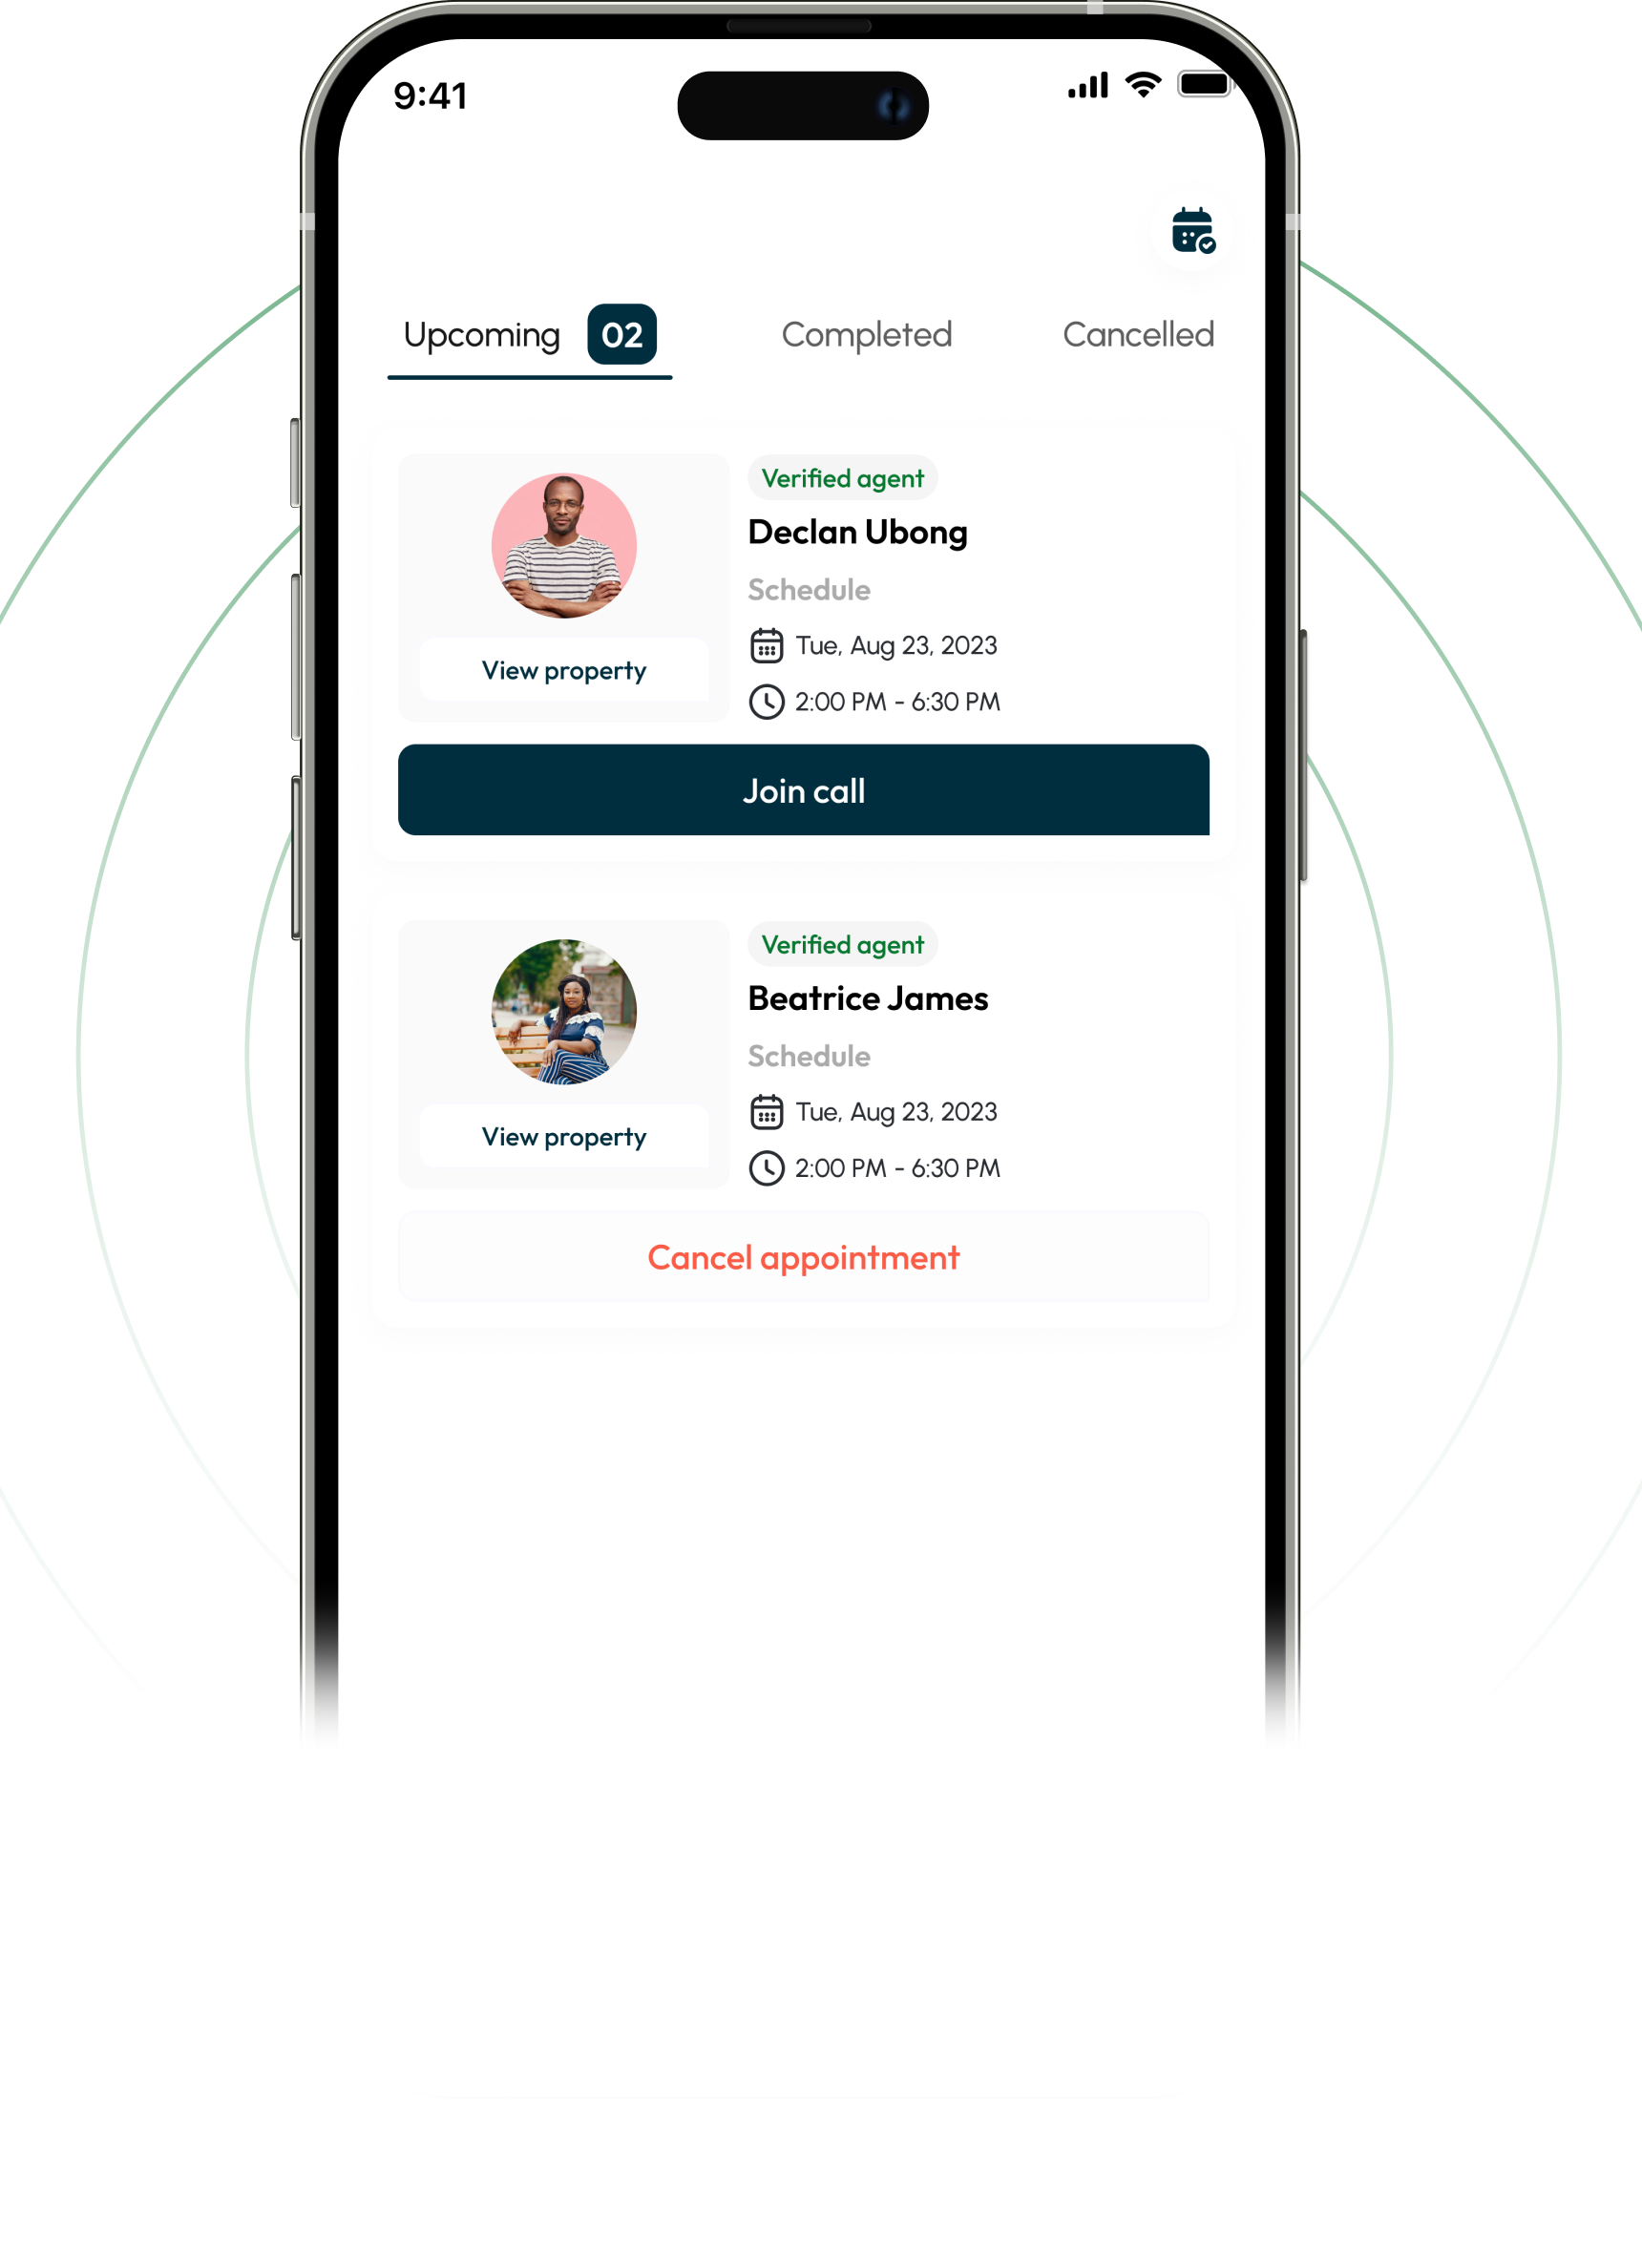 9:41
Upcoming 02 Completed Cancelled
Verified agent
Declan Ubong
Schedule
Tue, Aug 23, 2023
2:00 PM - 6:30 PM
View property
Join call
Verified agent
Beatrice James
Schedule
Tue, Aug 23, 2023
2:00 PM - 6:30 PM
View property
Cancel appointment